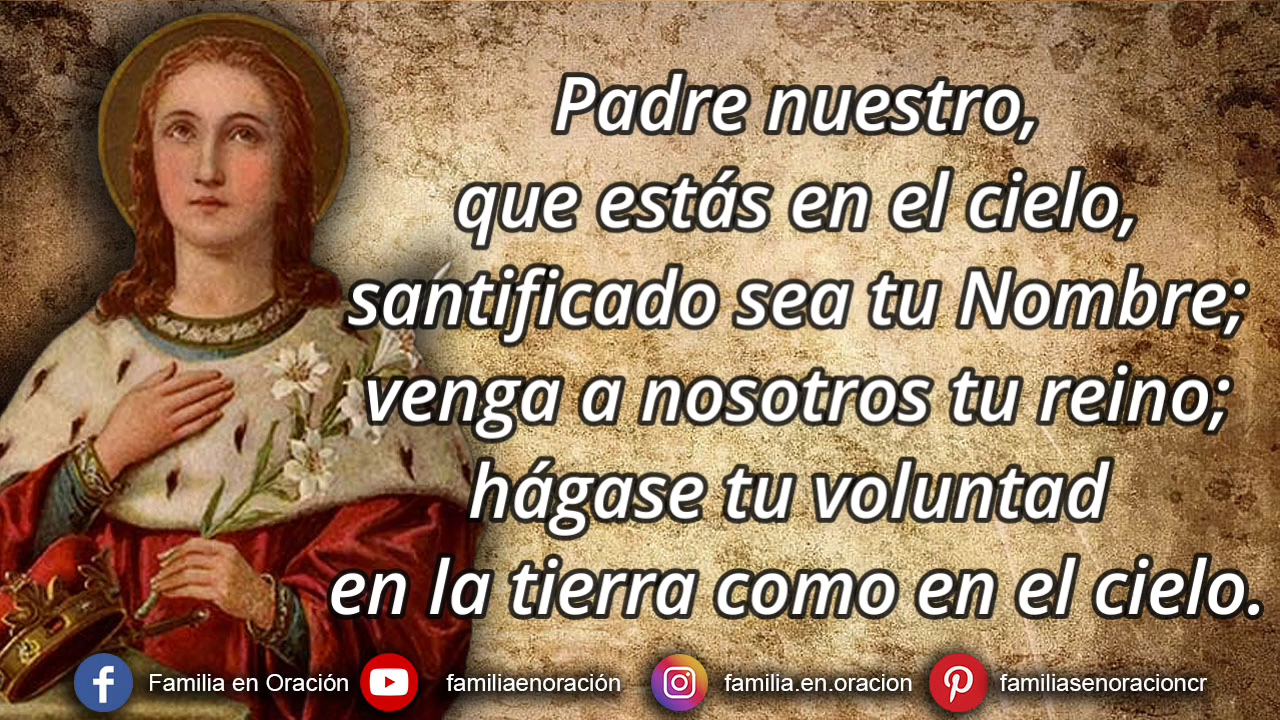 Padre nuestro,
que estás en el cielo,
santificado sea tu Nombre;
venga a nosotros tu reino;
hágase tu voluntad
en la tierra como en el cielo.
Familia en Oración familiaenoración familia.en.oracion familiasenoracioncr